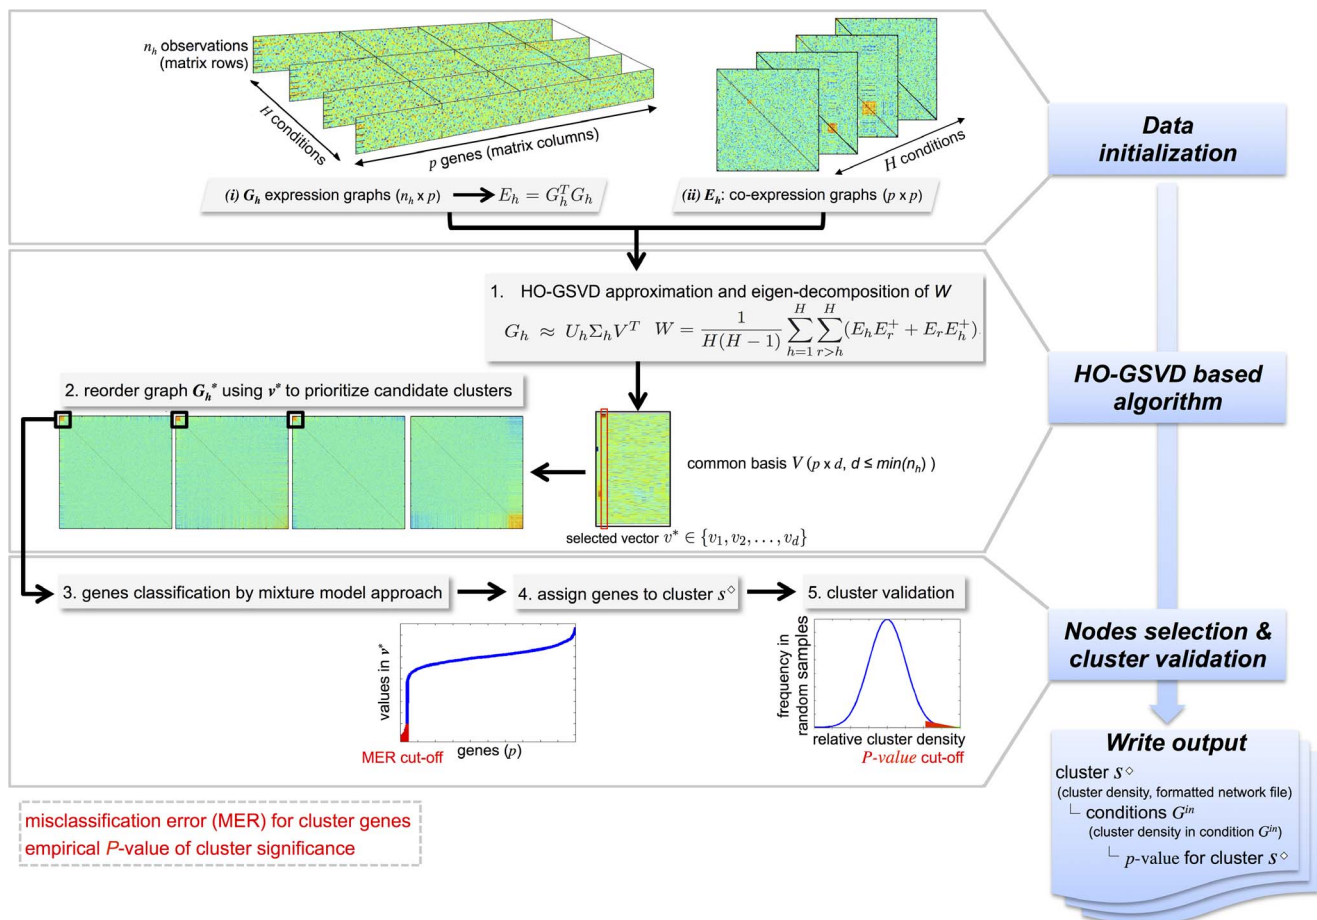 n_h observations
(matrix rows)
H conditions
p genes (matrix columns)
H conditions
(i) G_h expression graphs (n_h x p) → E_h = G_h^T G_h
(ii) E_h: co-expression graphs (p x p)
Data
initialization
1. HO-GSVD approximation and eigen-decomposition of W
G_h ≈ U_h Σ_h V^T W = 1/(H(H − 1)) ∑_{h=1}^{H} ∑_{r>h}^{H} (E_h E_r^+ + E_r E_h^+)
2. reorder graph G_h* using v* to prioritize candidate clusters
common basis V (p x d, d ≤ min(n_h) )
selected vector v* ∈ {v_1, v_2, . . . , v_d}
HO-GSVD based
algorithm
3. genes classification by mixture model approach
4. assign genes to cluster s^◇
5. cluster validation
values in v*
genes (p)
MER cut-off
frequency in
random samples
relative cluster density
P-value cut-off
Nodes selection &
cluster validation
Write output
cluster s^◇
(cluster density, formatted network file)
conditions G^in
(cluster density in condition G^in)
p-value for cluster s^◇
misclassification error (MER) for cluster genes
empirical P-value of cluster significance